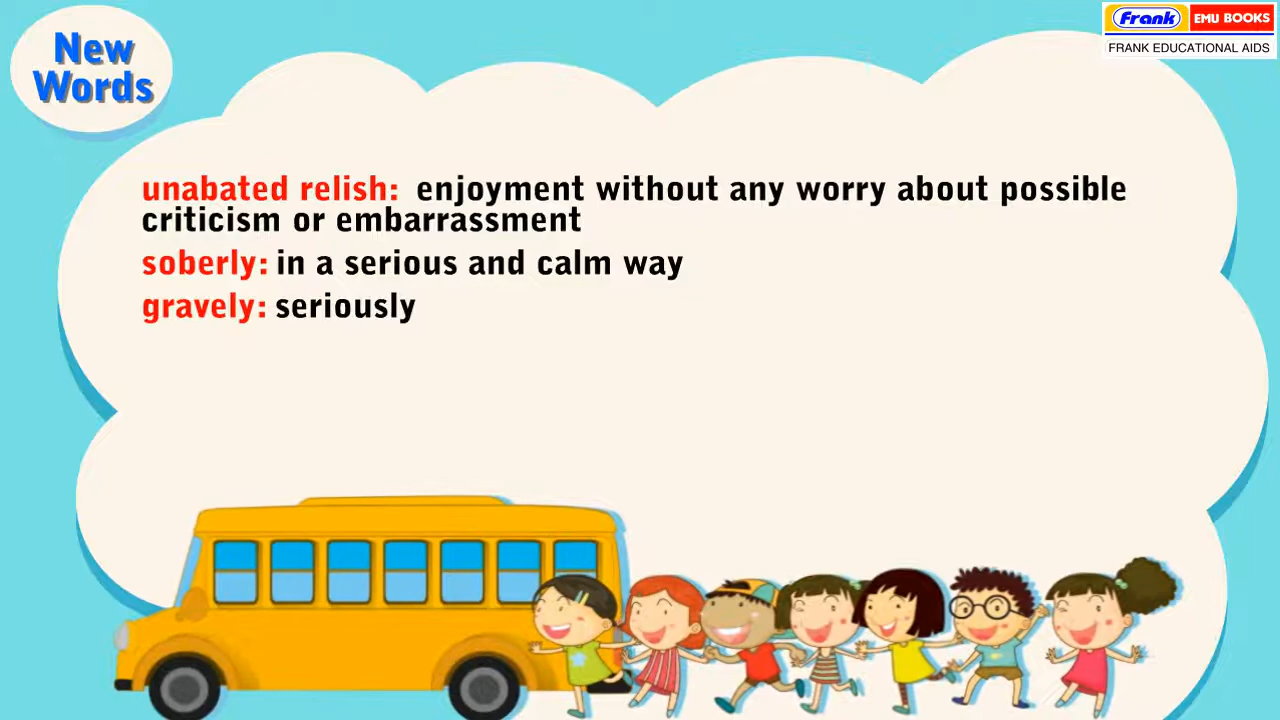 New
Words
Frank
EMU BOOKS
FRANK EDUCATIONAL AIDS
unabated relish: enjoyment without any worry about possible
criticism or embarrassment
soberly: in a serious and calm way
gravely: seriously